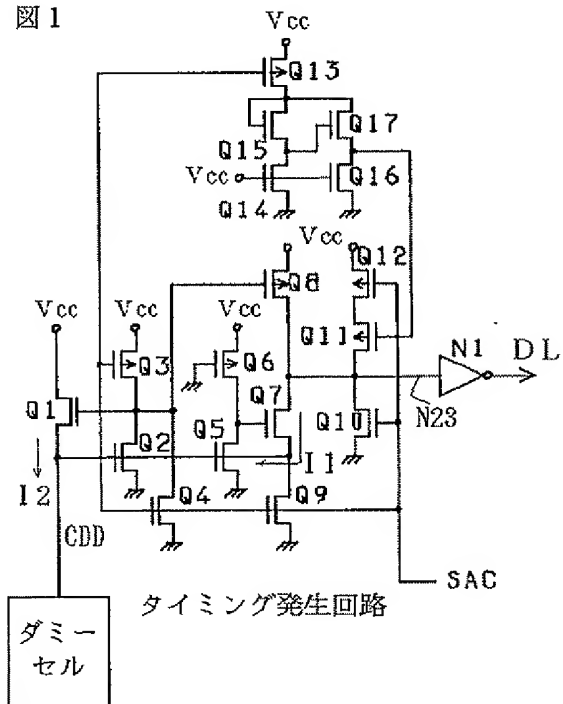 図1
Vcc
Q13
Q17
Q15
Vcc
Q16
Q14
Vcc
Q12
Q8
Vcc
Vcc
Vcc
Q11
Q3
Q6
N1
DL
Q7
Q1
Q10
N23
Q2
Q5
I1
I2
Q4
Q9
CDD
SAC
タイミング発生回路
ダミー
セル